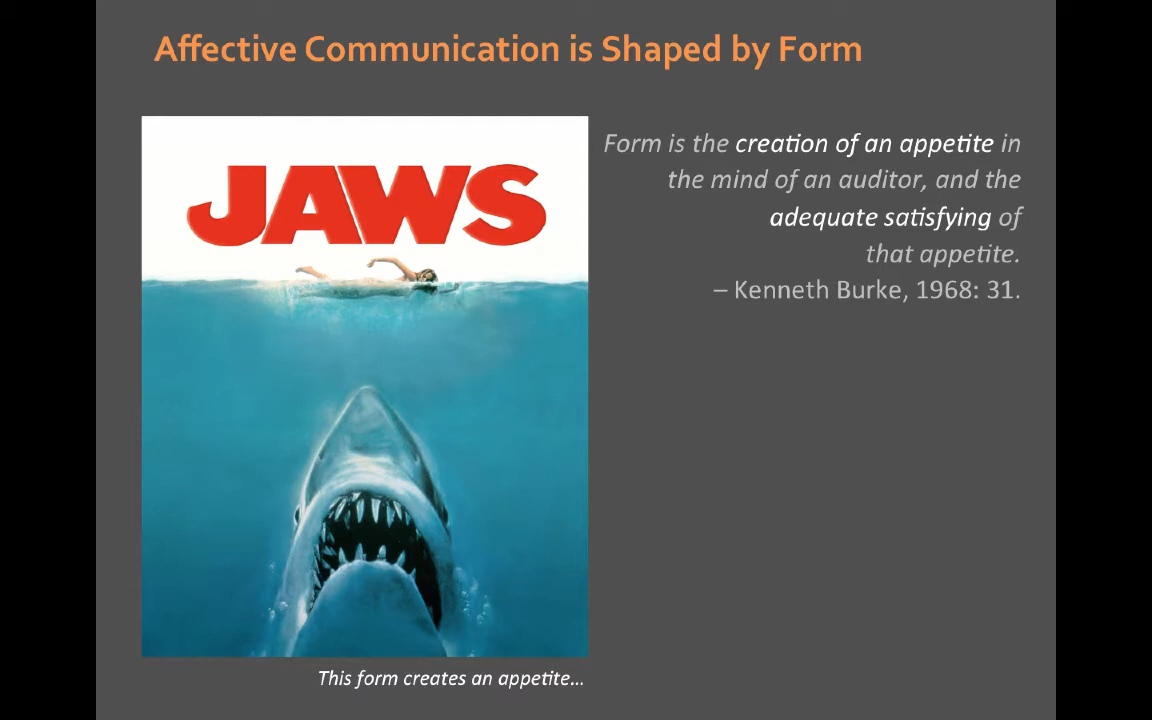 Affective Communication is Shaped by Form
JAWS
Form is the creation of an appetite in
the mind of an auditor, and the
adequate satisfying of
that appetite.
– Kenneth Burke, 1968: 31.
This form creates an appetite...